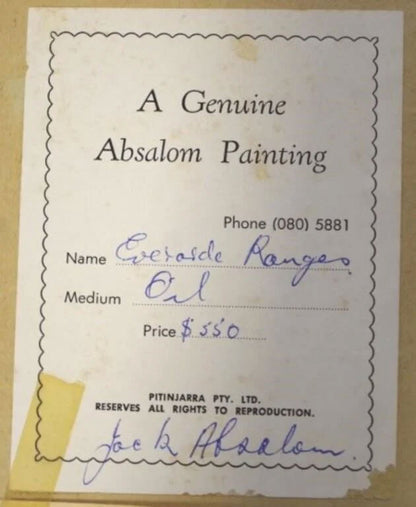 A Genuine
Absalom Painting
Phone (080) 5881
Name Everarde Ranges
Medium Oil
Price $550
PITINJARRA PTY. LTD.
RESERVES ALL RIGHTS TO REPRODUCTION.
Jack Absalom.